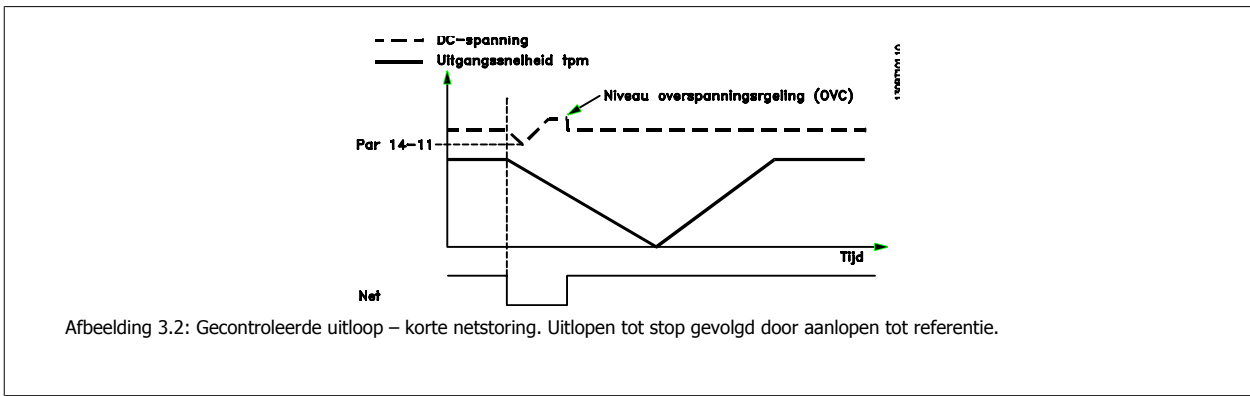 DC-spanning
Uitgangssnelheid tpm
Niveau overspanningsrgeling (OVC)
Par 14-11
Tijd
Net
Afbeelding 3.2: Gecontroleerde uitloop – korte netstoring. Uitlopen tot stop gevolgd door aanlopen tot referentie.